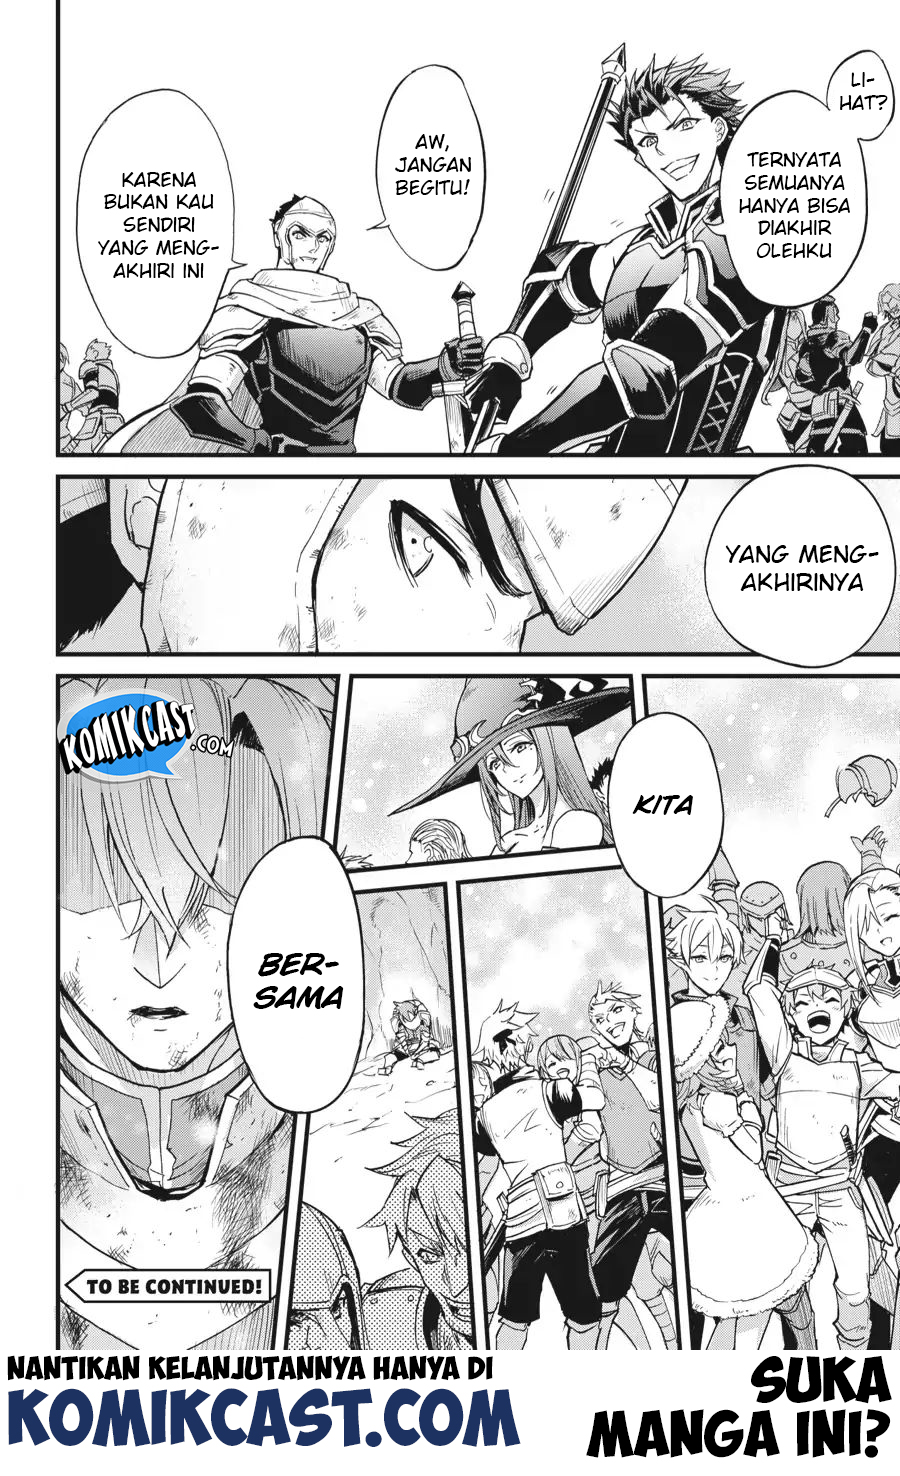 LI-
HAT?
TERNYATA
SEMUANYA
HANYA BISA
DIAKHIR
OLEHKU
AW,
JANGAN
BEGITU!
KARENA
BUKAN KAU
SENDIRI
YANG MENG-
AKHIRI INI
YANG MENG-
AKHIRINYA
KITA
BER-
SAMA
KOMIKCAST
.COM
TO BE CONTINUED!
NANTIKAN KELANJUTANNYA HANYA DI
KOMIKCAST.COM
SUKA
MANGA INI?